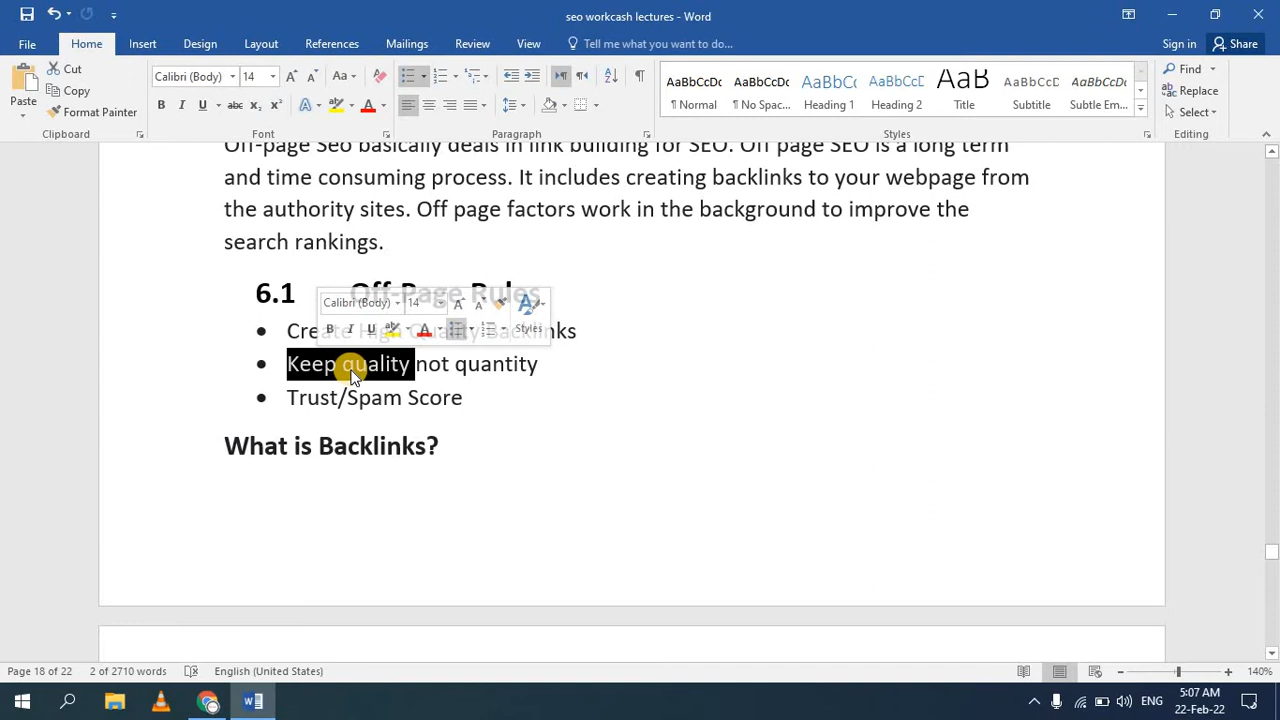 seo workcash lectures - Word
File Home Insert Design Layout References Mailings Review View Tell me what you want to do... Sign in Share
Cut
Copy
Format Painter
Paste
Clipboard
Calibri (Body) 14
Font
Paragraph
AaBbCcDc AaBbCcDc AaBbCc AaBbCcC AaB AaBbCcD AaBbCcD
¶ Normal ¶ No Spac... Heading Heading 2 Title Subtitle Subtle Em...
Styles
Find
Replace
Select
Editing
Off-page Seo basically deals in link building for SEO. Off page SEO is a long term
and time consuming process. It includes creating backlinks to your webpage from
the authority sites. Off page factors work in the background to improve the
search rankings.
6.1 Off-Page Rules
Calibri (Body) 14
Styles
• Create High Quality Backlinks
• Keep quality not quantity
• Trust/Spam Score
What is Backlinks?
Page 18 of 22 2 of 2710 words English (United States) 140%
ENG 5:07 AM
22-Feb-22